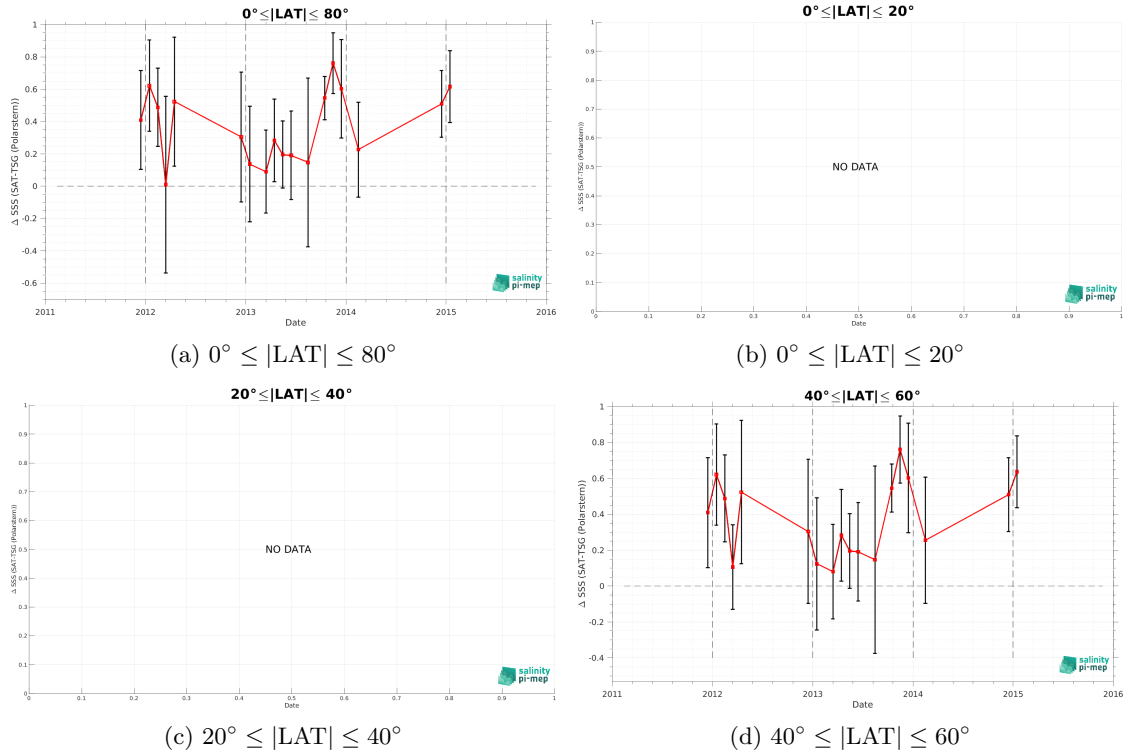 0°≤|LAT|≤ 80°
Δ SSS (SAT-TSG (Polarstern))
1
0.8
0.6
0.4
0.2
0
-0.2
-0.4
-0.6
2011 2012 2013 2014 2015 2016
Date
salinity
pi-mep
(a) 0° ≤ |LAT| ≤ 80°
0°≤|LAT|≤ 20°
Δ SSS (SAT-TSG (Polarstern))
1
0.9
0.8
0.7
0.6
0.5
0.4
0.3
0.2
0.1
0
NO DATA
0 0.1 0.2 0.3 0.4 0.5 0.6 0.7 0.8 0.9 1
Date
salinity
pi-mep
(b) 0° ≤ |LAT| ≤ 20°
20°≤|LAT|≤ 40°
Δ SSS (SAT-TSG (Polarstern))
1
0.9
0.8
0.7
0.6
0.5
0.4
0.3
0.2
0.1
0
NO DATA
0 0.1 0.2 0.3 0.4 0.5 0.6 0.7 0.8 0.9 1
Date
salinity
pi-mep
(c) 20° ≤ |LAT| ≤ 40°
40°≤|LAT|≤ 60°
Δ SSS (SAT-TSG (Polarstern))
1
0.8
0.6
0.4
0.2
0
-0.2
-0.4
2011 2012 2013 2014 2015 2016
Date
salinity
pi-mep
(d) 40° ≤ |LAT| ≤ 60°